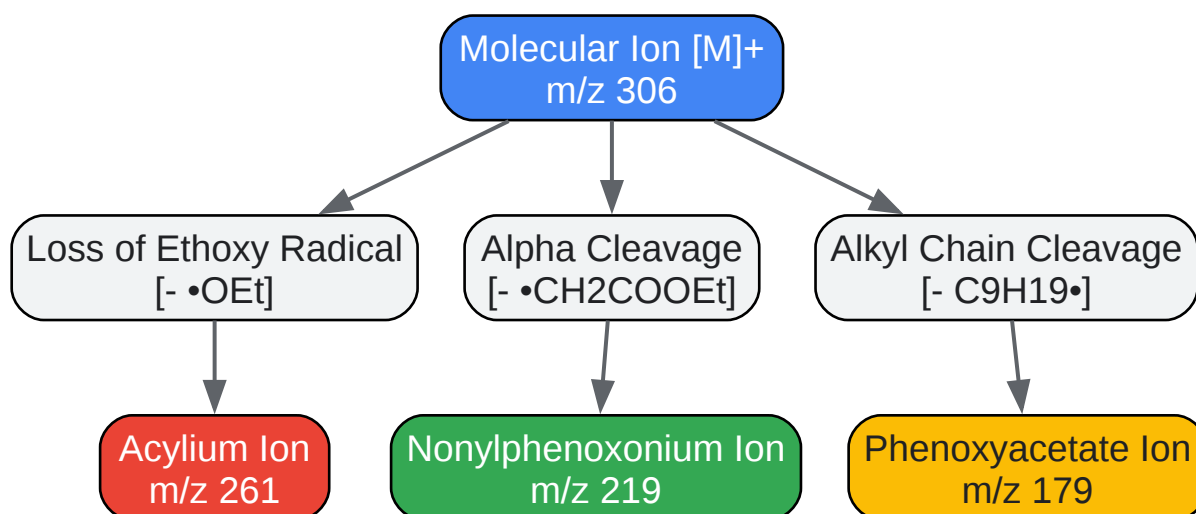 Molecular Ion [M]+
m/z 306
Loss of Ethoxy Radical
[- •OEt]
Alpha Cleavage
[- •CH2COOEt]
Alkyl Chain Cleavage
[- C9H19•]
Acylium Ion
m/z 261
Nonylphenoxonium Ion
m/z 219
Phenoxyacetate Ion
m/z 179